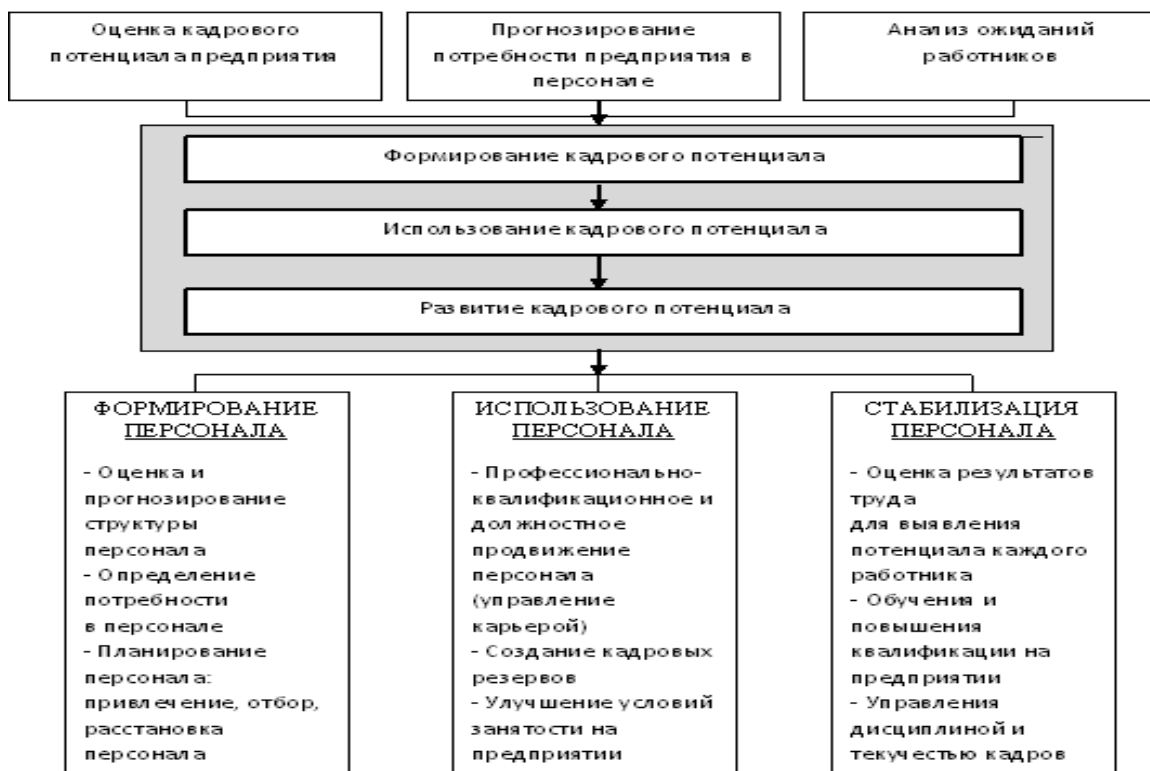 Оценка кадрового
потенциала предприятия
Прогнозирование
потребности предприятия в
персонале
Анализ ожиданий
работников
Формирование кадрового потенциала
Использование кадрового потенциала
Развитие кадрового потенциала
ФОРМИРОВАНИЕ
ПЕРСОНАЛА
- Оценка и
прогнозирование
структуры
персонала
- Определение
потребности
в персонале
- Планирование
персонала:
привлечение, отбор,
расстановка
персонала
ИСПОЛЬЗОВАНИЕ
ПЕРСОНАЛА
- Профессионально-
квалификационное и
должностное
продвижение
персонала
(управление
карьерой)
- Создание кадровых
резервов
- Улучшение условий
занятости на
предприятии
СТАБИЛИЗАЦИЯ
ПЕРСОНАЛА
- Оценка результатов
труда
для выявления
потенциала каждого
работника
- Обучения и
повышения
квалификации на
предприятии
- Управления
дисциплиной и
текучестью кадров